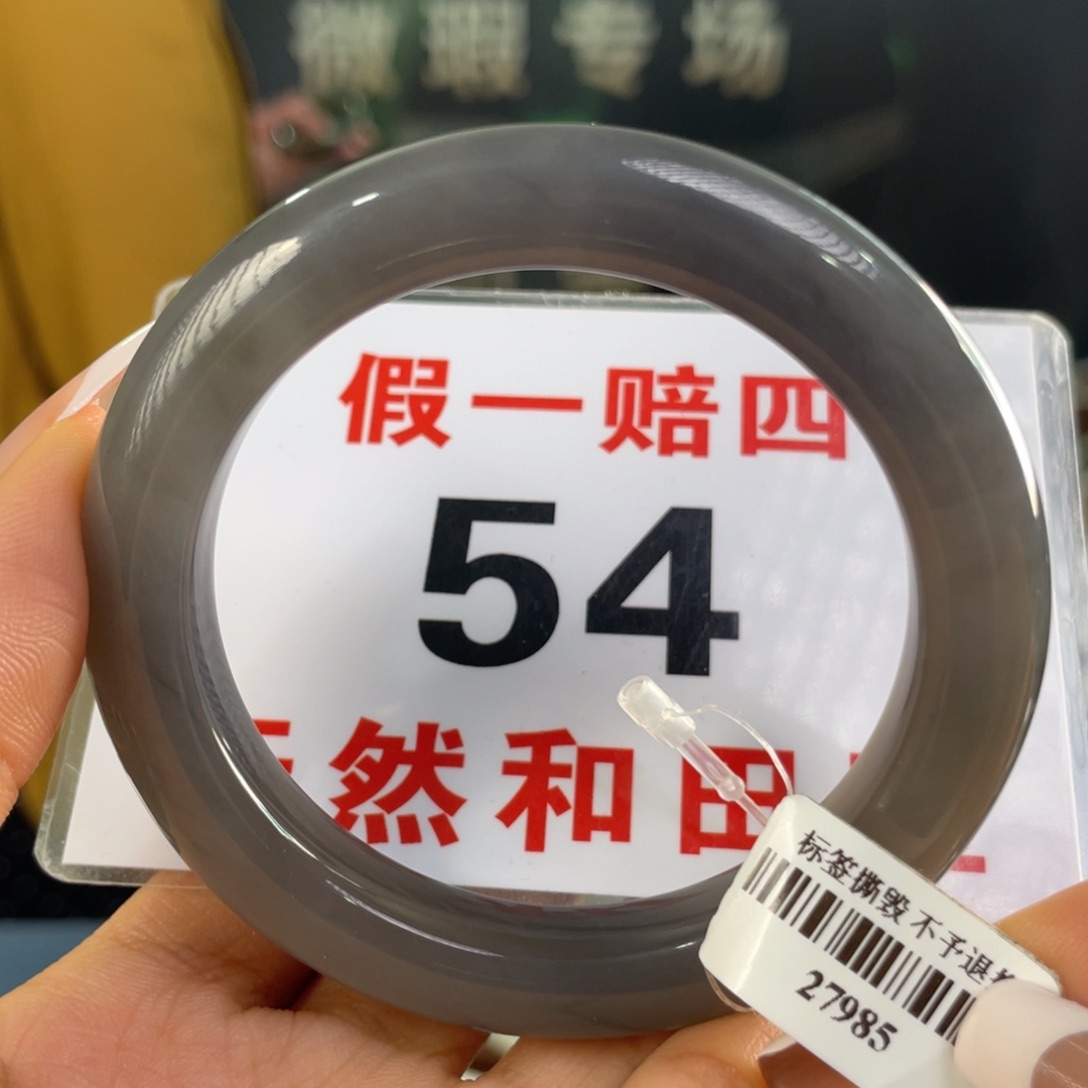 微瑕专场
假一赔四
54
然和田
标签撕毁 不予退
27985